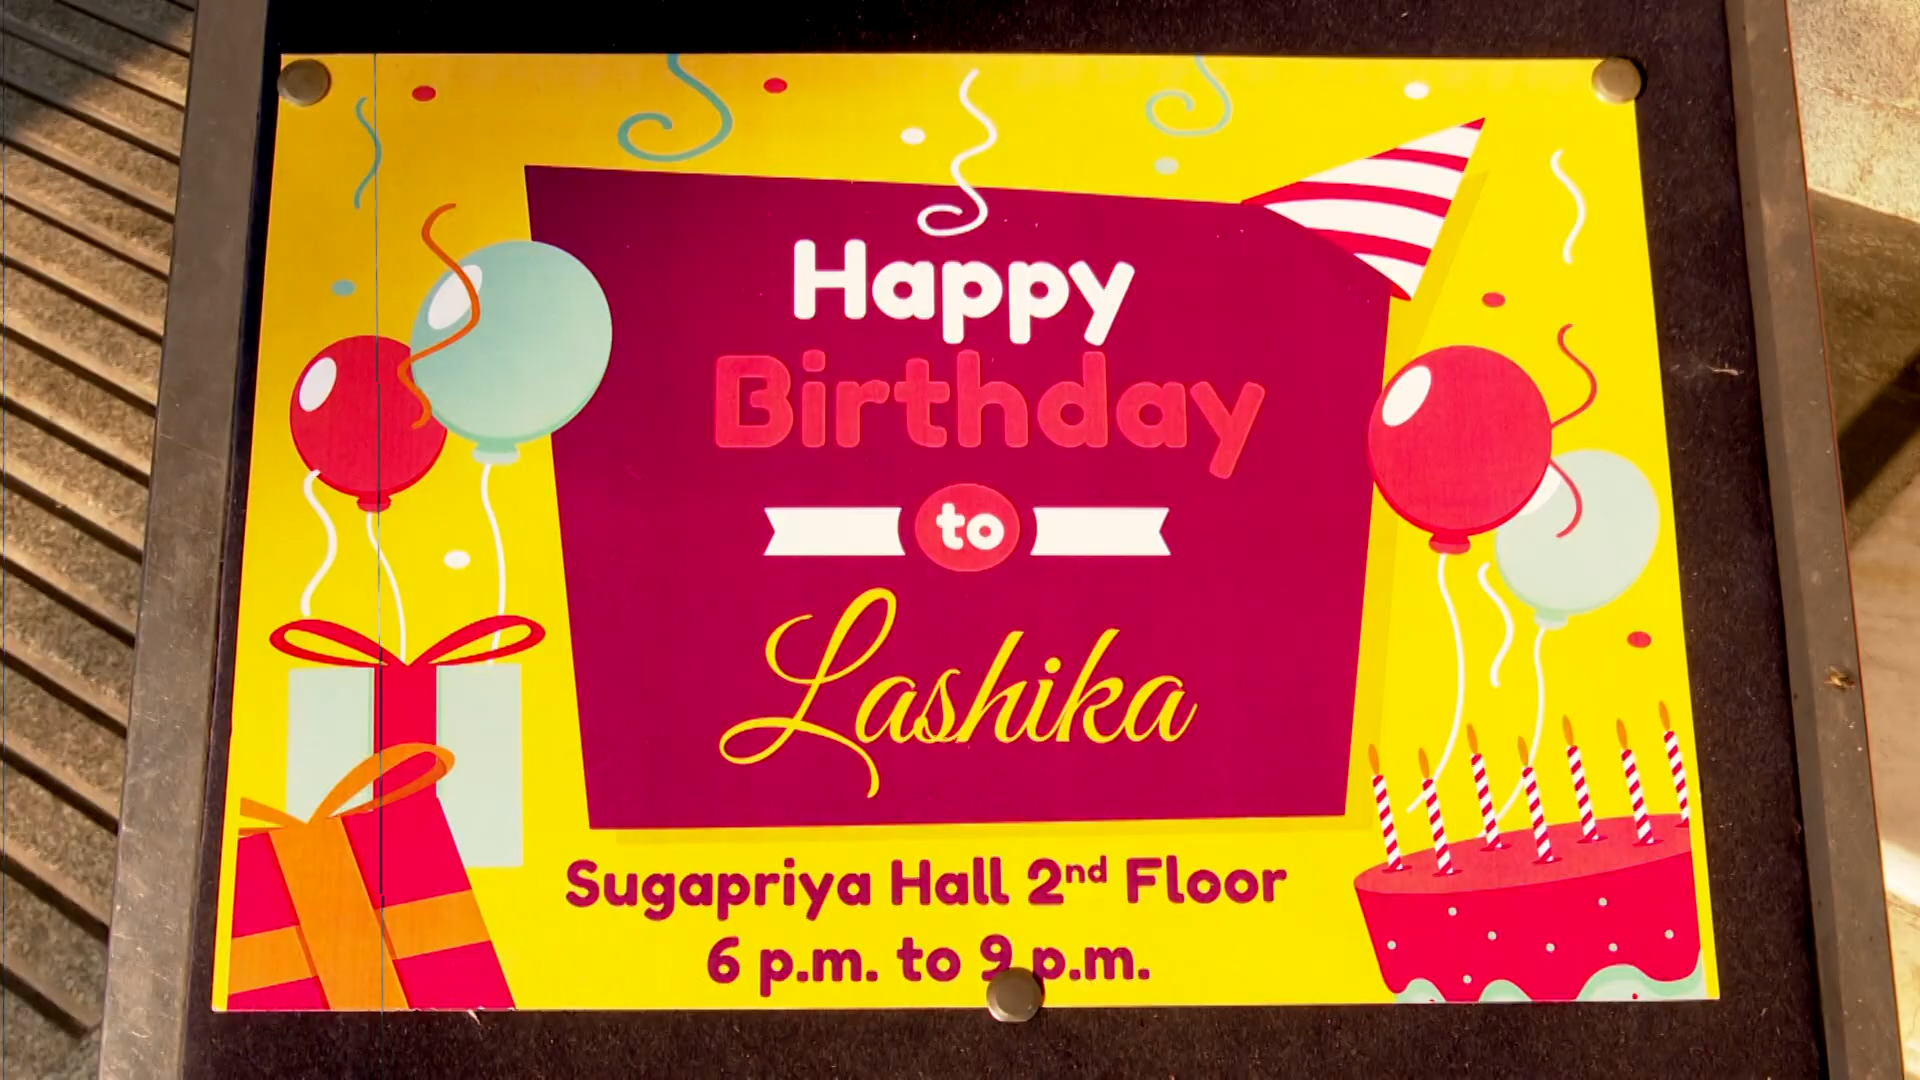 Happy
Birthday
to
Lashika
Sugapriya Hall 2nd Floor
6 p.m. to 9 p.m.